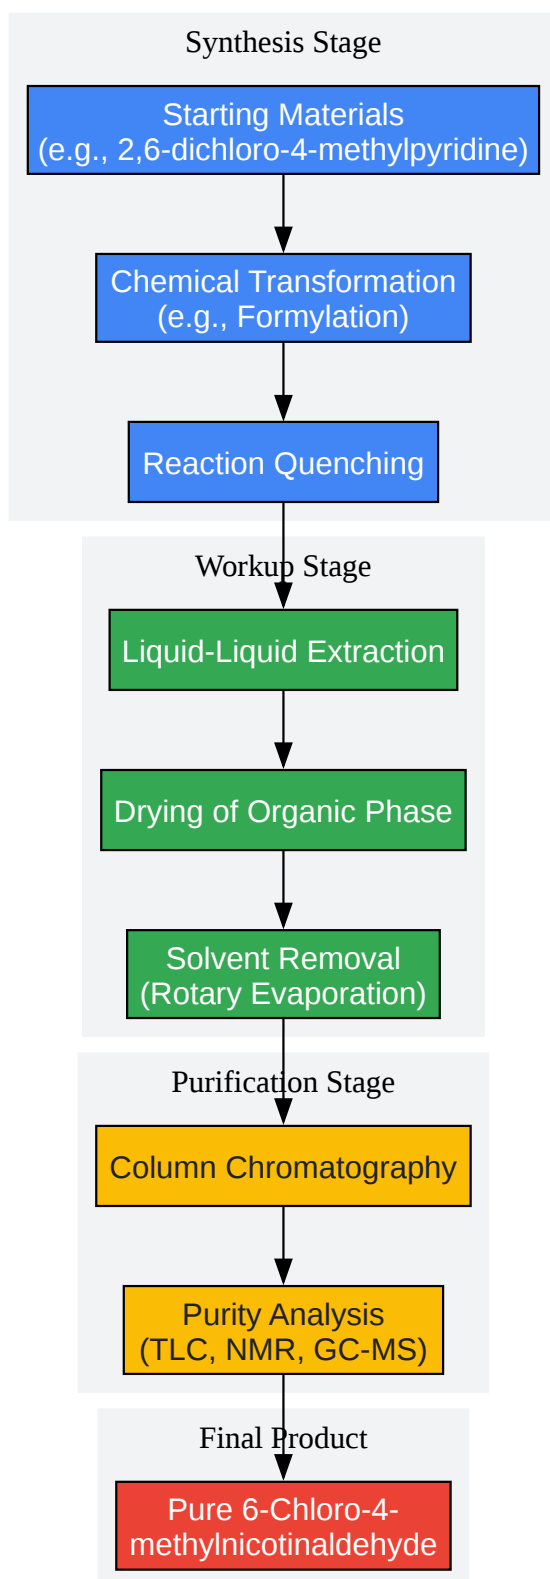 Synthesis Stage
Starting Materials
(e.g., 2,6-dichloro-4-methylpyridine)
Chemical Transformation
(e.g., Formylation)
Reaction Quenching
Workup Stage
Liquid-Liquid Extraction
Drying of Organic Phase
Solvent Removal
(Rotary Evaporation)
Purification Stage
Column Chromatography
Purity Analysis
(TLC, NMR, GC-MS)
Final Product
Pure 6-Chloro-4-
methylnicotinaldehyde